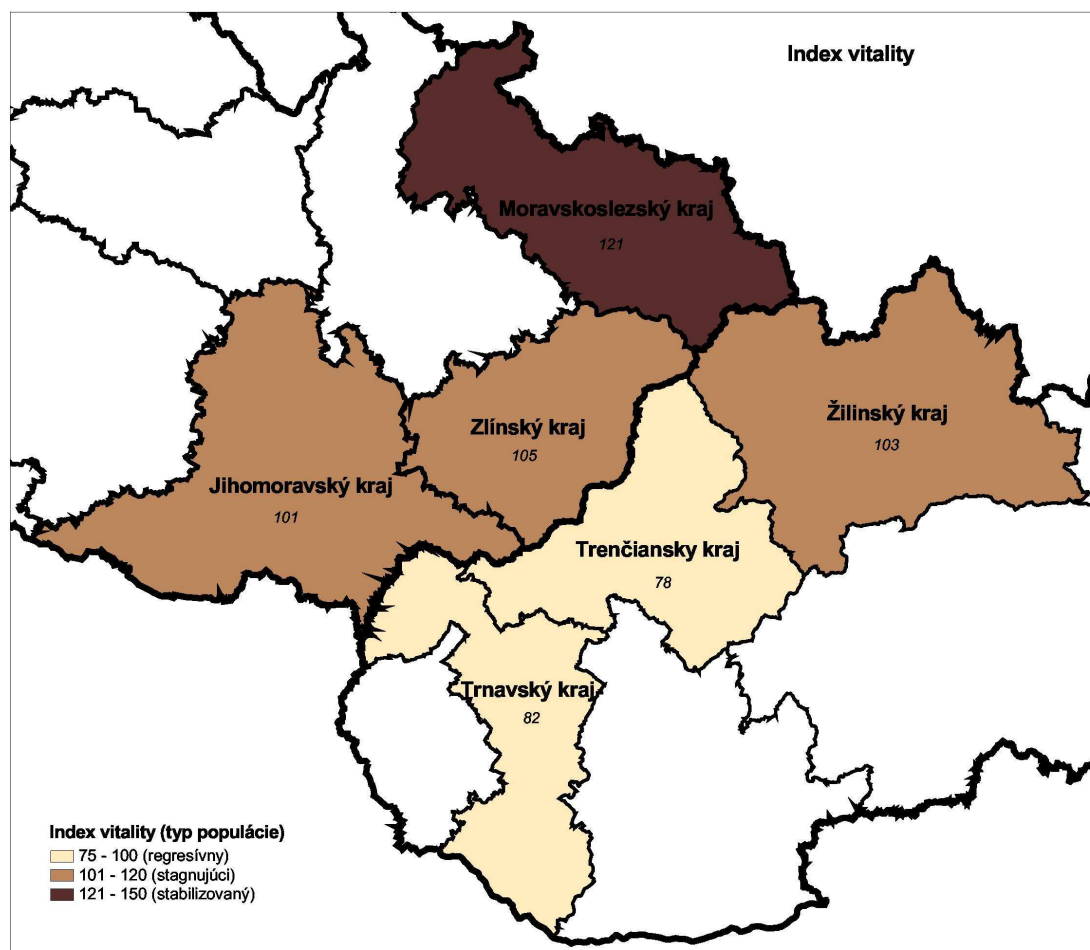 Index vitality
Moravskoslezský kraj
121
Zlínský kraj
105
Žilinský kraj
103
Jihomoravský kraj
101
Trenčiansky kraj
78
Trnavský kraj
82
Index vitality (typ populácie)
75 - 100 (regresívny)
101 - 120 (stagnujúci)
121 - 150 (stabilizovaný)